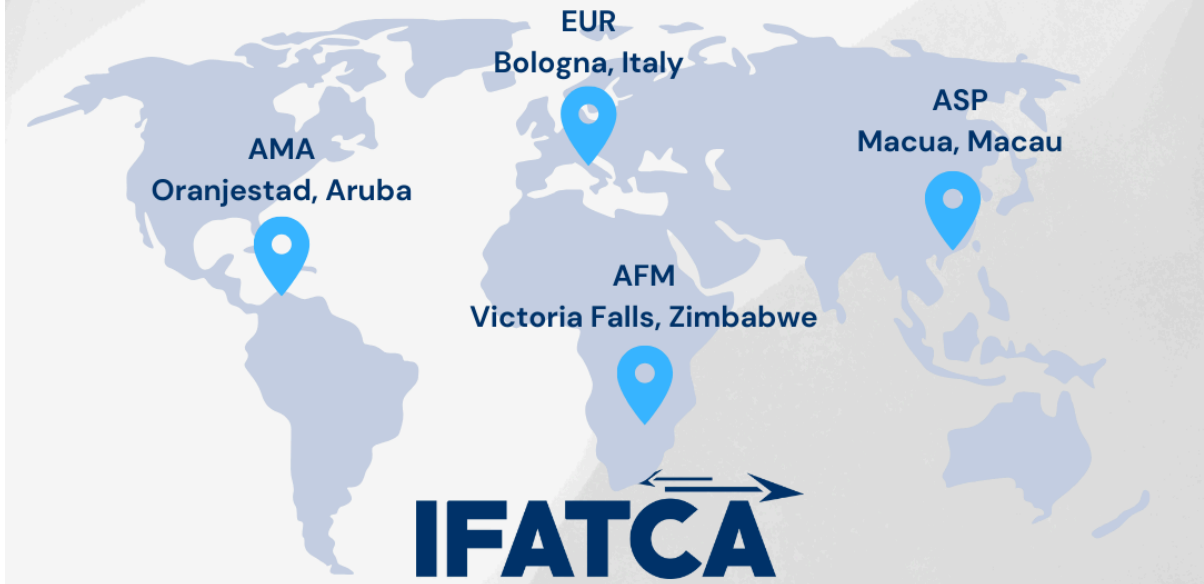 EUR
Bologna, Italy
ASP
Macua, Macau
AMA
Oranjestad, Aruba
AFM
Victoria Falls, Zimbabwe
IFATCA